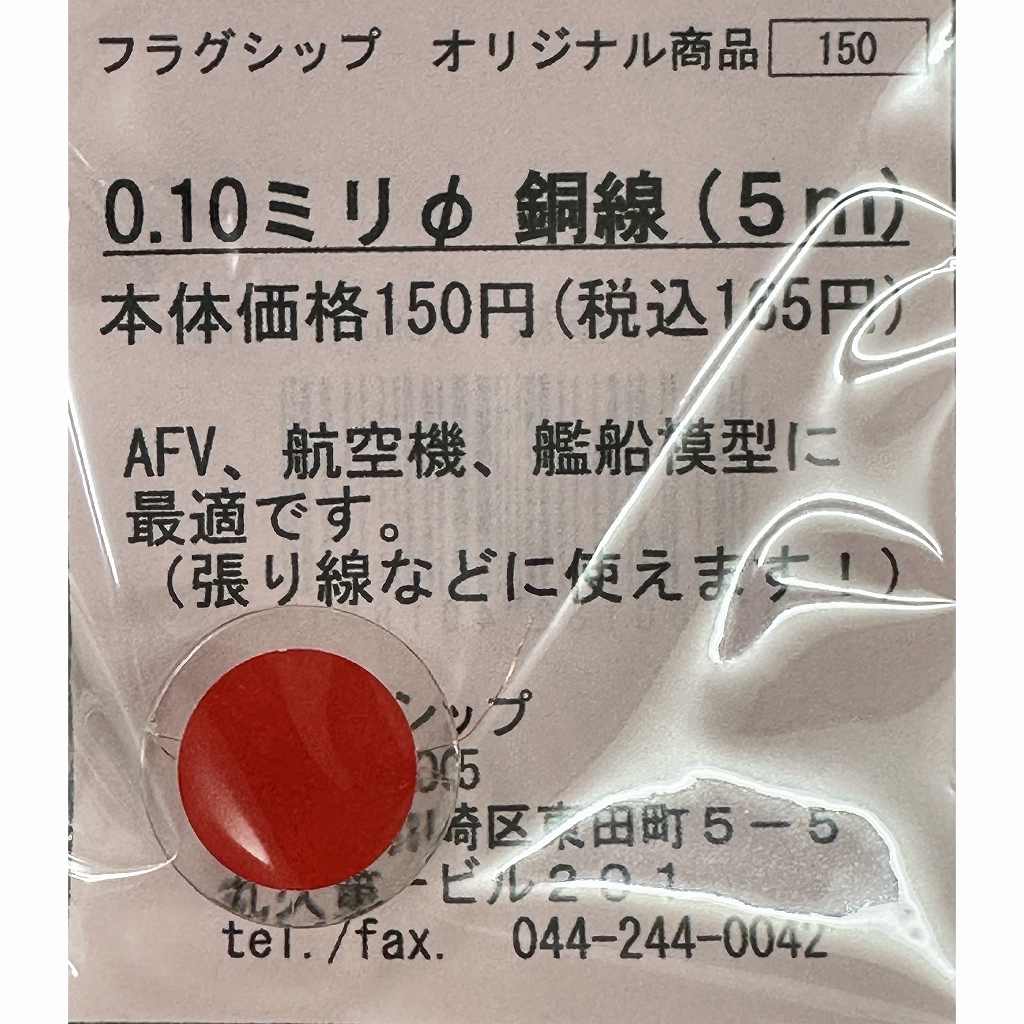 フラグシップ オリジナル商品 150
0.10ミリφ 銅線(5m)
本体価格150円(税込165円)
AFV、航空機、艦船模型に
最適です。
(張り線などに使えます!)
シップ
005
川崎区東田町5-5
ビル201
tel./fax. 044-244-0042